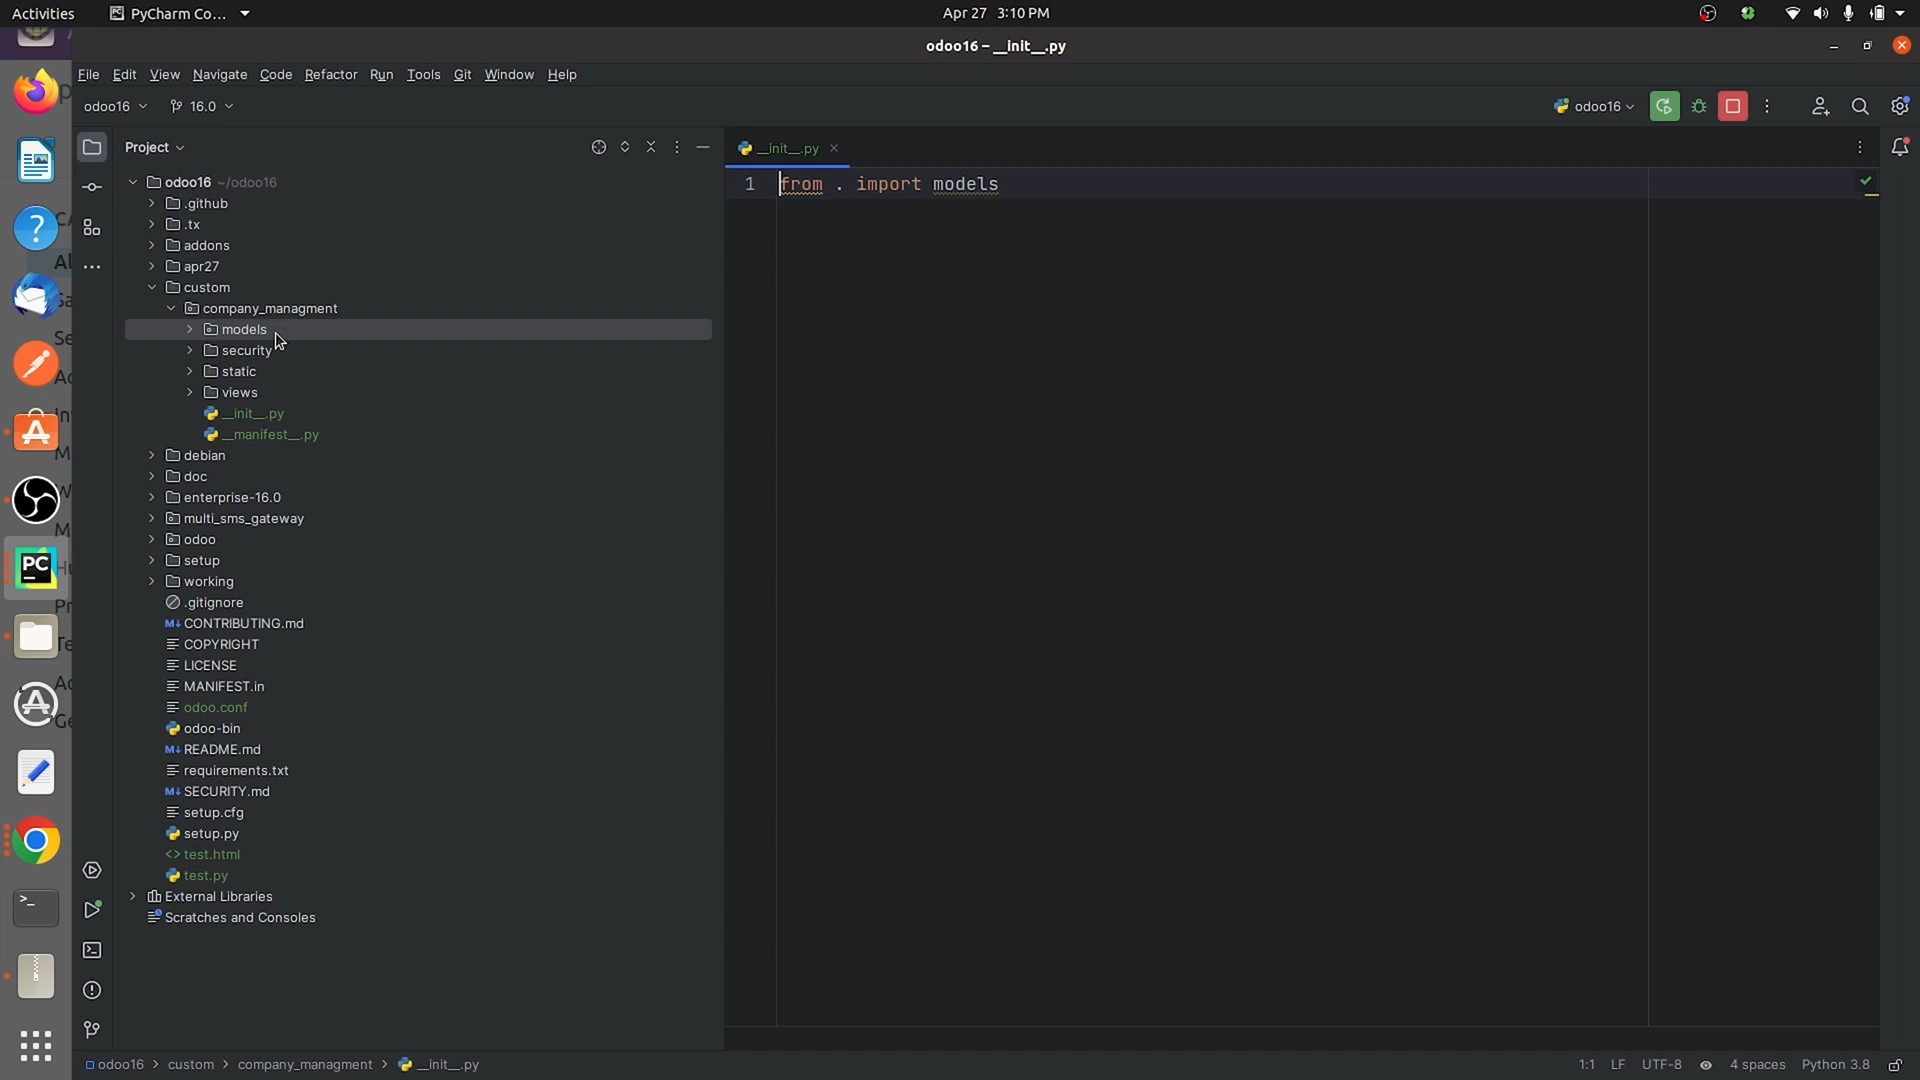 Activities PyCharm Co... Apr 27 3:10 PM
odoo16 – __init__.py
File Edit View Navigate Code Refactor Run Tools Git Window Help
odoo16 16.0 odoo16
Project
__init__.py
odoo16 ~/odoo16
1 from . import models
.github
.tx
addons
apr27
custom
company_managment
models
security
static
views
__init__.py
__manifest__.py
debian
doc
enterprise-16.0
multi_sms_gateway
odoo
setup
working
.gitignore
M↓ CONTRIBUTING.md
COPYRIGHT
LICENSE
MANIFEST.in
odoo.conf
odoo-bin
M↓ README.md
requirements.txt
M↓ SECURITY.md
setup.cfg
setup.py
<> test.html
test.py
External Libraries
Scratches and Consoles
PC
odoo16 > custom > company_managment > __init__.py 1:1 LF UTF-8 4 spaces Python 3.8